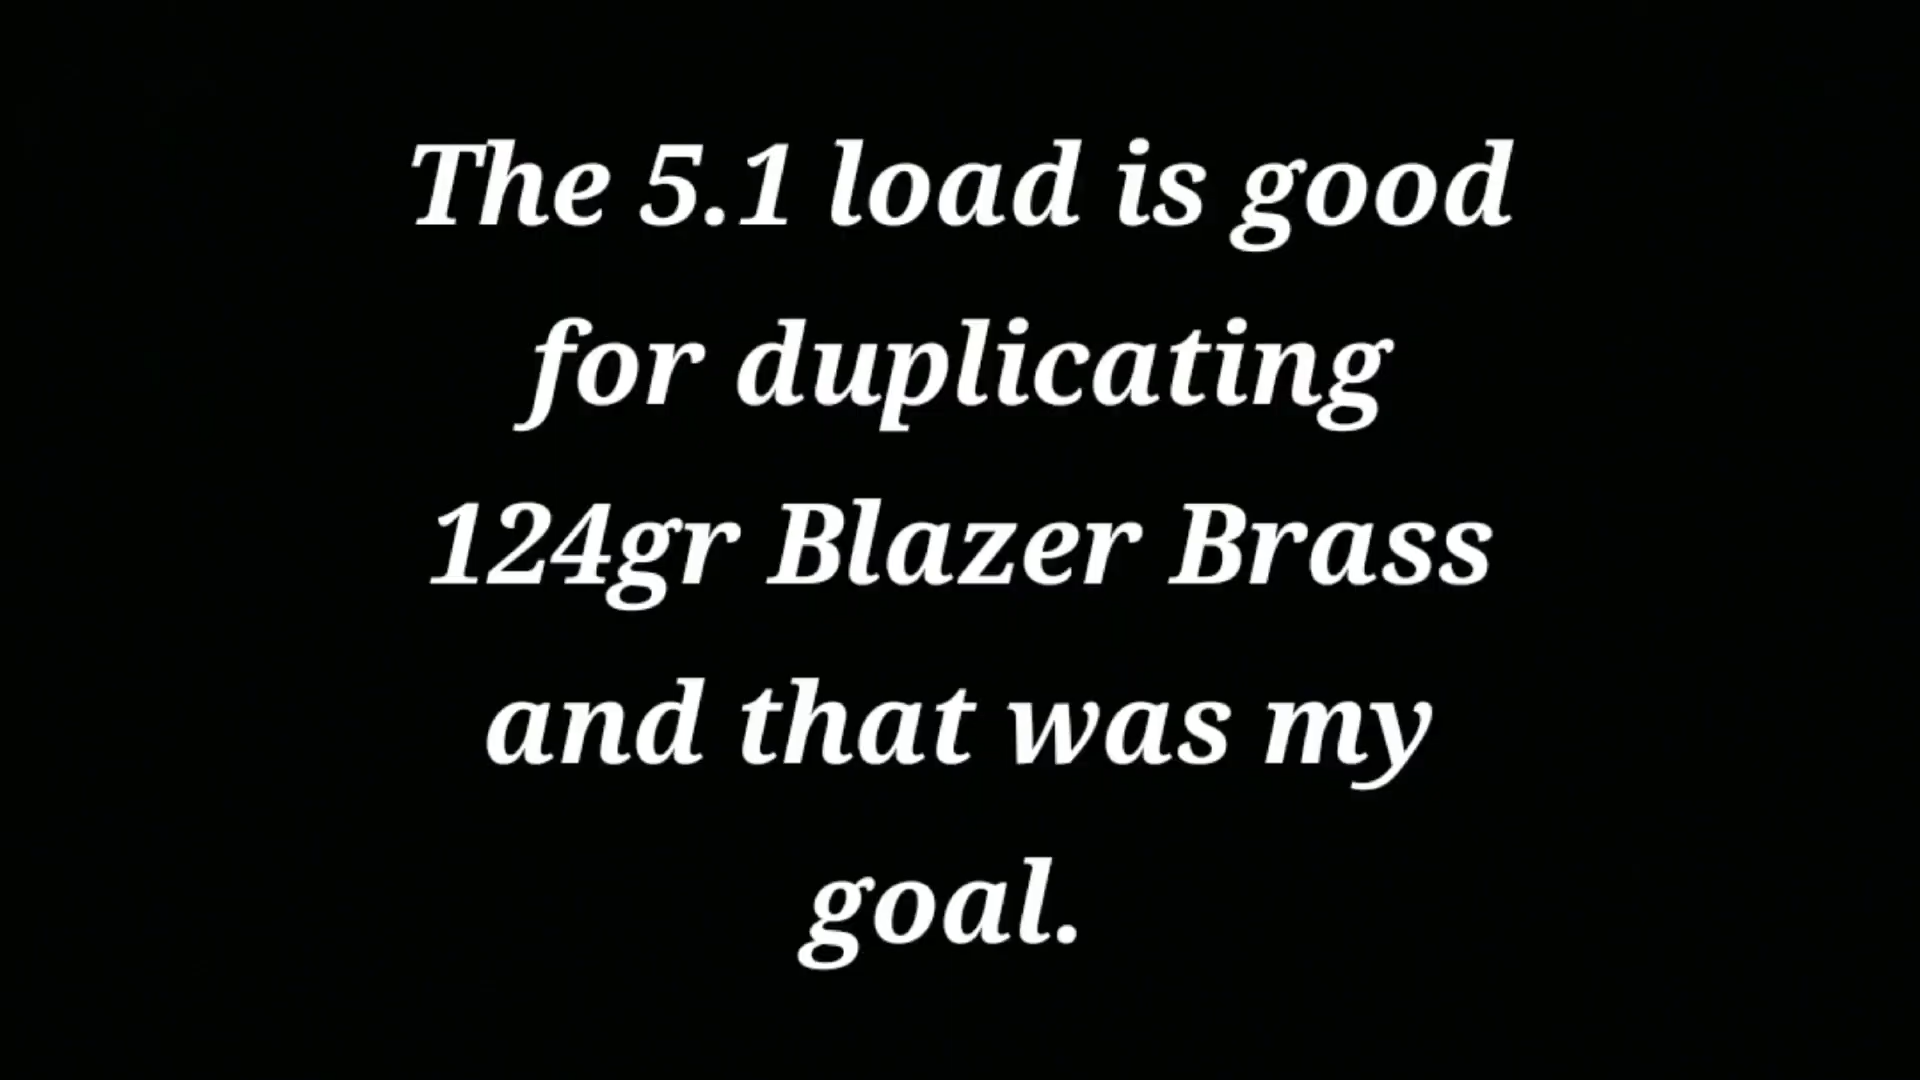 The 5.1 load is good
for duplicating
124gr Blazer Brass
and that was my
goal.